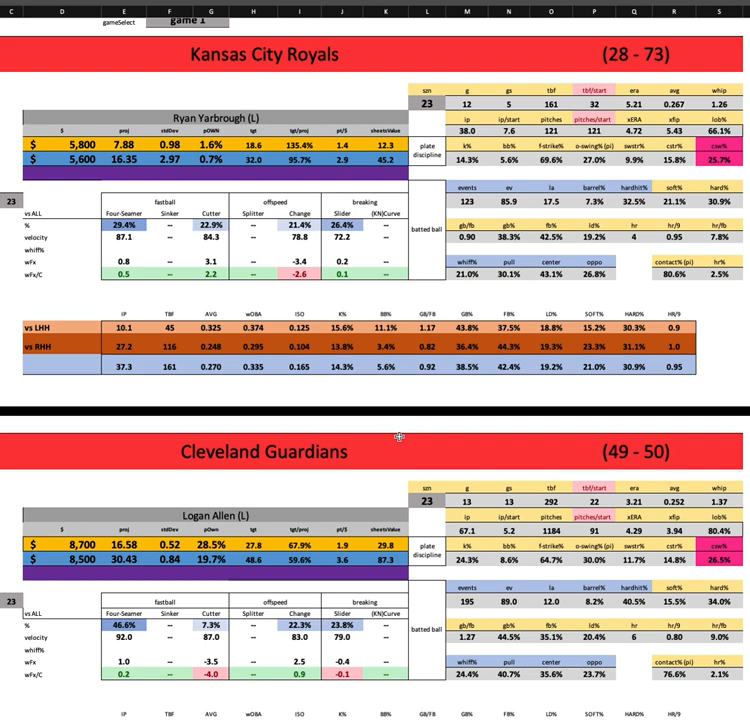 C D E F G H I J K L M N O P Q R S
gameSelect game 1
Kansas City Royals (28 - 73)
szn g gs tbf tbf/start era avg whip
23 12 5 161 32 5.21 0.267 1.26
ip ip/start pitches pitches/start xERA xfip lob%
Ryan Yarbrough (L) 38.0 7.6 121 121 4.72 5.43 66.1%
$ proj stdDev pOWN tgt tgt/proj pt/$ sheetsValue
$ 5,800 7.88 0.98 1.6% 18.6 135.4% 1.4 12.3
$ 5,600 16.35 2.97 0.7% 32.0 95.7% 2.9 45.2
plate discipline
k% bb% f-strike% o-swing% (pi) swstr% cstr% csw%
14.3% 5.6% 69.6% 27.0% 9.9% 15.8% 25.7%
events ev la barrel% hardhit% soft% hard%
123 85.9 17.5 7.3% 32.5% 21.1% 30.9%
23 fastball offspeed breaking
vs ALL Four-Seamer Sinker Cutter Splitter Change Slider (KN)Curve
% 29.4% -- 22.9% -- 21.4% 26.4% --
velocity 87.1 -- 84.3 -- 78.8 72.2 --
whiff%
wFx 0.8 -- 3.1 -3.4 0.2 --
wFx/C 0.5 -- 2.2 -- -2.6 0.1 --
batted ball
gb/fb gb% fb% ld% hr hr/9 hr/fb
0.90 38.3% 42.5% 19.2% 4 0.95 7.8%
whiff% pull center oppo contact% (pi) hr%
21.0% 30.1% 43.1% 26.8% 80.6% 2.5%
IP TBF AVG wOBA ISO K% BB% GB/FB GB% FB% LD% SOFT% HARD% HR/9
vs LHH 10.1 45 0.325 0.374 0.125 15.6% 11.1% 1.17 43.8% 37.5% 18.8% 15.2% 30.3% 0.9
vs RHH 27.2 116 0.248 0.295 0.104 13.8% 3.4% 0.82 36.4% 44.3% 19.3% 23.3% 31.1% 1.0
37.3 161 0.270 0.335 0.165 14.3% 5.6% 0.92 38.5% 42.4% 19.2% 21.0% 30.9% 0.95
Cleveland Guardians (49 - 50)
szn g gs tbf tbf/start era avg whip
23 13 13 292 22 3.21 0.252 1.37
ip ip/start pitches pitches/start xERA xfip lob%
Logan Allen (L) 67.1 5.2 1184 91 4.29 3.94 80.4%
$ proj stdDev pOwn tgt tgt/proj pt/$ sheetsValue
$ 8,700 16.58 0.52 28.5% 27.8 67.9% 1.9 29.8
$ 8,500 30.43 0.84 19.7% 48.6 59.6% 3.6 87.3
plate discipline
k% bb% f-strike% o-swing% (pi) swstr% cstr% csw%
24.3% 8.6% 64.7% 30.0% 11.7% 14.8% 26.5%
events ev la barrel% hardhit% soft% hard%
195 89.0 12.0 8.2% 40.5% 15.5% 34.0%
23 fastball offspeed breaking
vs ALL Four-Seamer Sinker Cutter Splitter Change Slider (KN)Curve
% 46.6% -- 7.3% -- 22.3% 23.8% --
velocity 92.0 -- 87.0 -- 83.0 79.0 --
whiff%
wFx 1.0 -- -3.5 2.5 -0.4 --
wFx/C 0.2 -- -4.0 -- 0.9 -0.1 --
batted ball
gb/fb gb% fb% ld% hr hr/9 hr/fb
1.27 44.5% 35.1% 20.4% 6 0.80 9.0%
whiff% pull center oppo contact% (pi) hr%
24.4% 40.7% 35.6% 23.7% 76.6% 2.1%
IP TBF AVG wOBA ISO K% BB% GB/FB GB% FB% LD% SOFT% HARD% HR/9